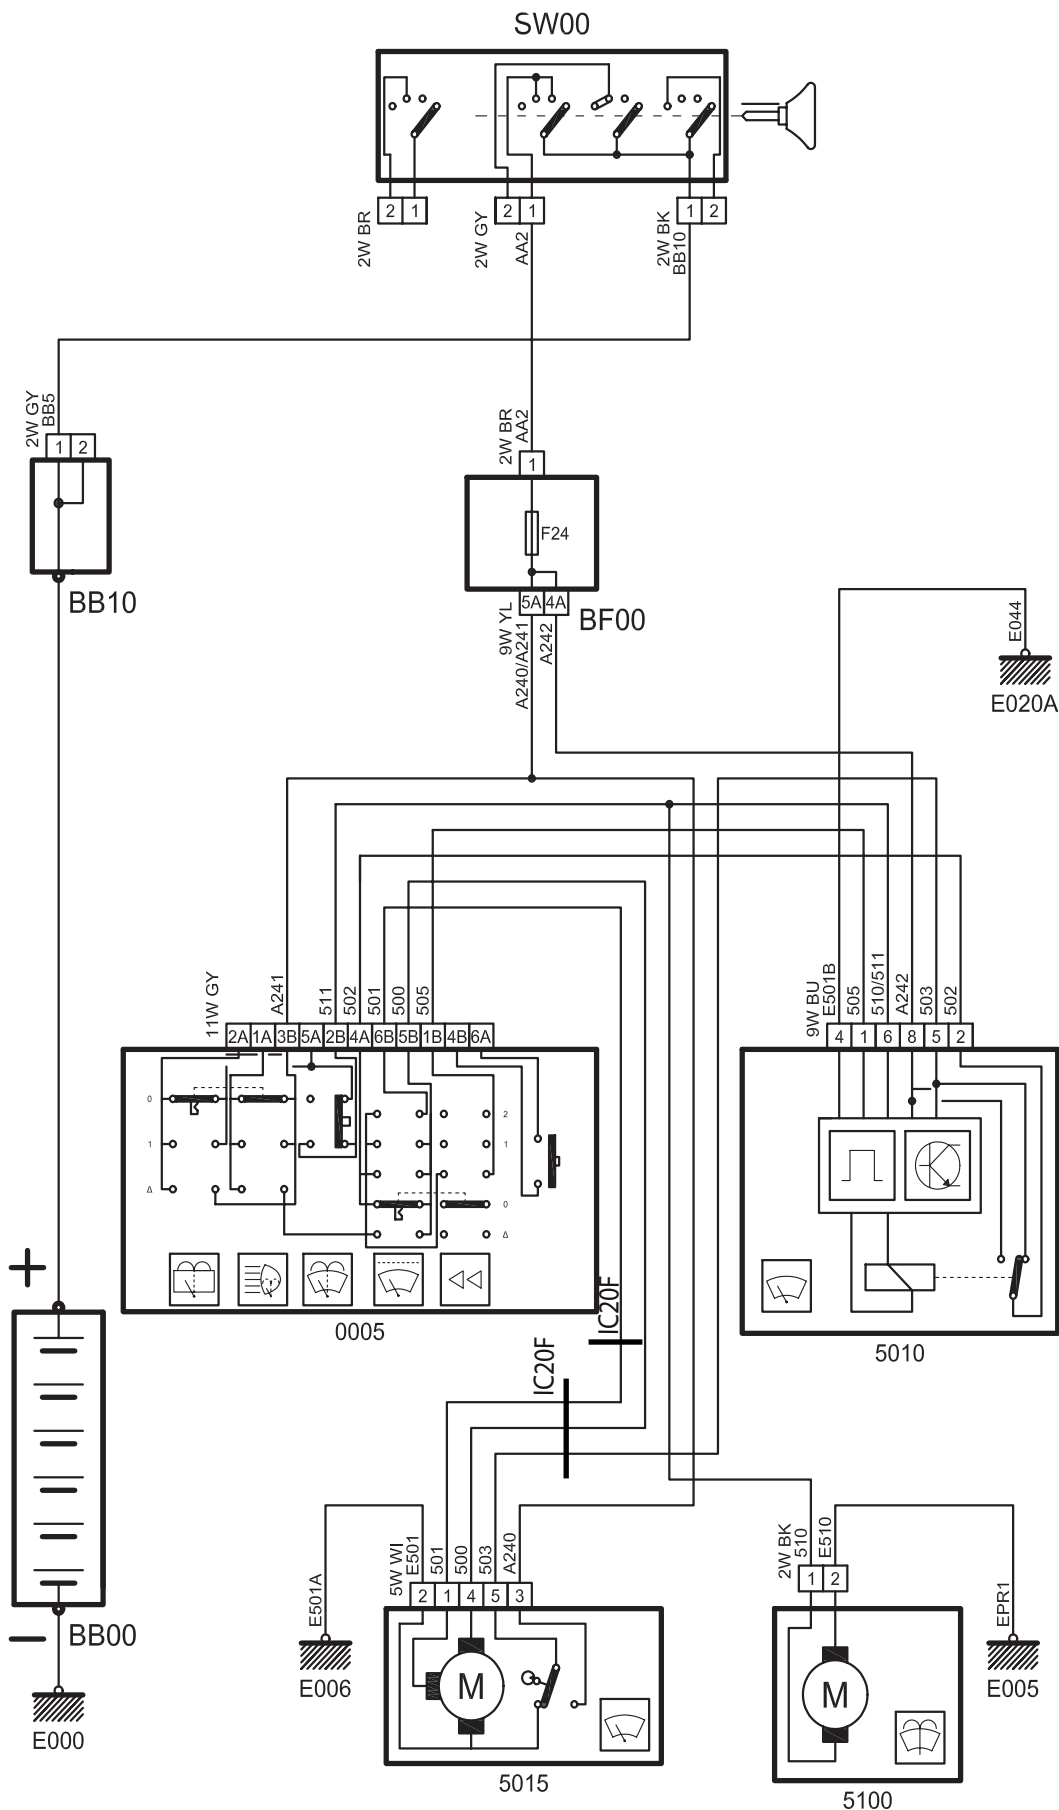 SW00
2 1
2 1
1 2
2W BR
2W GY
AA2
2W BK
BB10
2W GY
BB5
1 2
BB10
2W BR
AA2
1
F24
5A 4A
BF00
9W YL
A240/A241
A242
E044
E020A
11W GY
A241
511
502
501
500
505
2A 1A 3B 5A 2B 4A 6B 5B 1B 4B 6A
0
1
Δ
2
1
0
Δ
0005
9W BU
E501B
505
510/511
A242
503
502
4 1 6 8 5 2
5010
IC20F
IC20F
+
−
BB00
E000
E501A
E006
5W WI
E501
501
500
503
A240
2 1 4 5 3
M
5015
2W BK
510
E510
1 2
M
5100
EPR1
E005